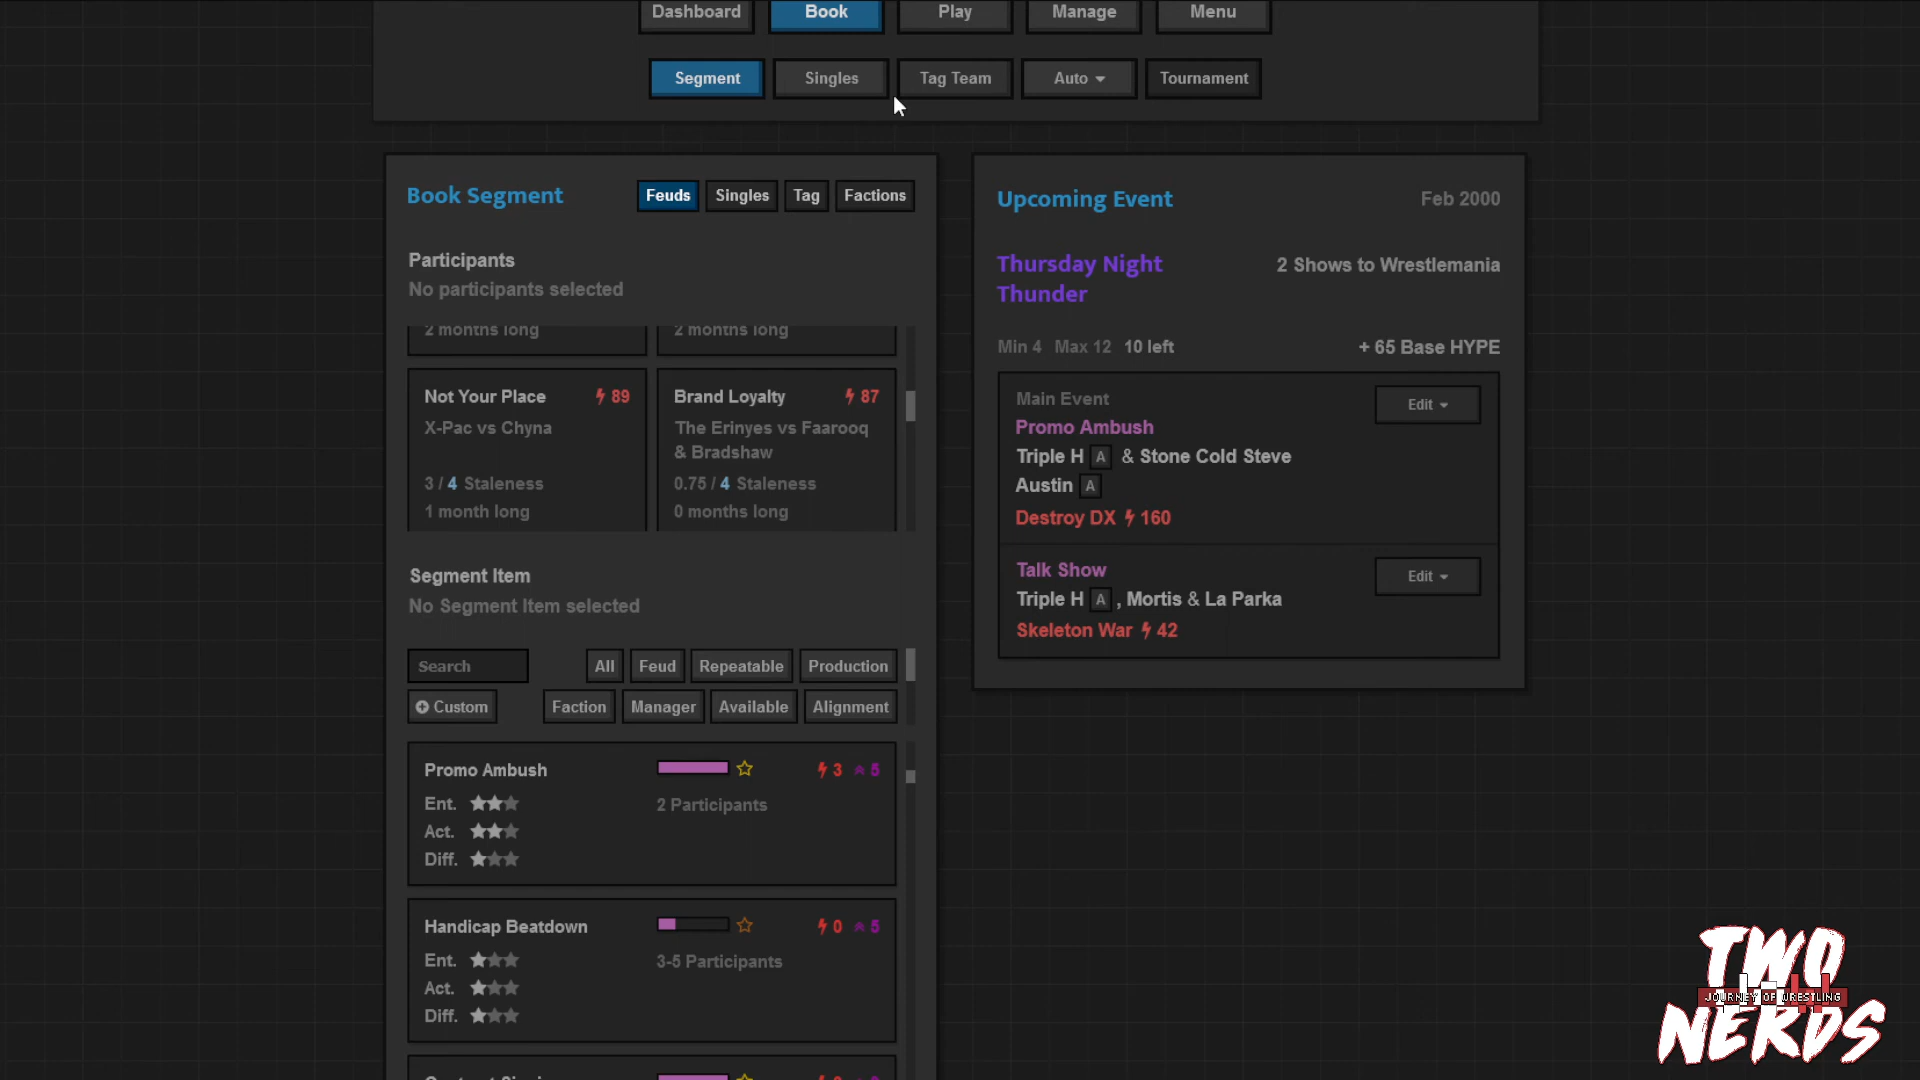 Dashboard Book Play Manage Menu
Segment Singles Tag Team Auto Tournament
Book Segment Feuds Singles Tag Factions
Participants
No participants selected
2 months long 2 months long
Not Your Place 89 Brand Loyalty 87
X-Pac vs Chyna The Erinyes vs Faarooq
& Bradshaw
3 / 4 Staleness 0.75 / 4 Staleness
1 month long 0 months long
Segment Item
No Segment Item selected
Search All Feud Repeatable Production
Custom Faction Manager Available Alignment
Promo Ambush 3 5
Ent. 2 Participants
Act.
Diff.
Handicap Beatdown 0 5
Ent. 3-5 Participants
Act.
Diff.
Upcoming Event Feb 2000
Thursday Night 2 Shows to Wrestlemania
Thunder
Min 4 Max 12 10 left + 65 Base HYPE
Main Event Edit
Promo Ambush
Triple H A & Stone Cold Steve
Austin A
Destroy DX 160
Talk Show Edit
Triple H A , Mortis & La Parka
Skeleton War 42
TWO
JOURNEY OF WRESTLING
NERDS